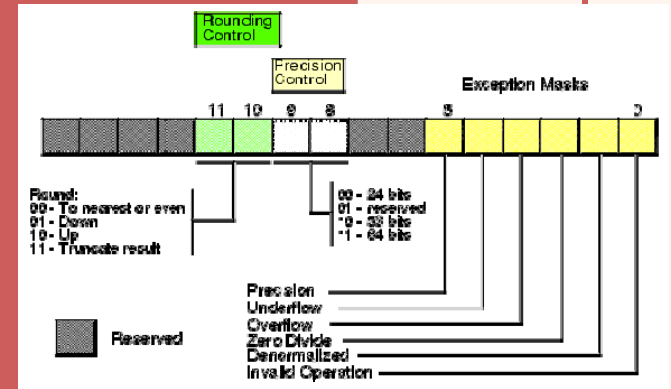 Rounding
Control
Precision
Control
Exception Masks
11 10 9 8 5 0
Round:
00 - To nearest or even
01 - Down
10 - Up
11 - Truncate result
00 - 24 bits
01 - reserved
10 - 53 bits
11 - 64 bits
Precision
Underflow
Overflow
Zero Divide
Denormalized
Invalid Operation
Reserved